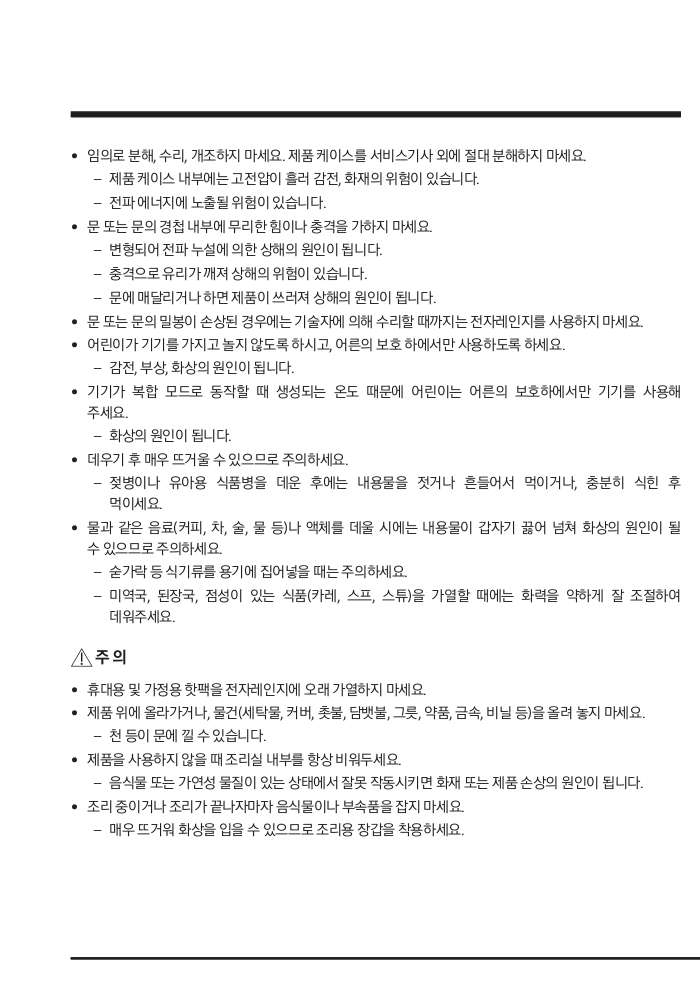 • 임의로 분해, 수리, 개조하지 마세요. 제품 케이스를 서비스기사 외에 절대 분해하지 마세요.
– 제품 케이스 내부에는 고전압이 흘러 감전, 화재의 위험이 있습니다.
– 전파 에너지에 노출될 위험이 있습니다.
• 문 또는 문의 경첩 내부에 무리한 힘이나 충격을 가하지 마세요.
– 변형되어 전파 누설에 의한 상해의 원인이 됩니다.
– 충격으로 유리가 깨져 상해의 위험이 있습니다.
– 문에 매달리거나 하면 제품이 쓰러져 상해의 원인이 됩니다.
• 문 또는 문의 밀봉이 손상된 경우에는 기술자에 의해 수리할 때까지는 전자레인지를 사용하지 마세요.
• 어린이가 기기를 가지고 놀지 않도록 하시고, 어른의 보호 하에서만 사용하도록 하세요.
– 감전, 부상, 화상의 원인이 됩니다.
• 기기가 복합 모드로 동작할 때 생성되는 온도 때문에 어린이는 어른의 보호하에서만 기기를 사용해
주세요.
– 화상의 원인이 됩니다.
• 데우기 후 매우 뜨거울 수 있으므로 주의하세요.
– 젖병이나 유아용 식품병을 데운 후에는 내용물을 젓거나 흔들어서 먹이거나, 충분히 식힌 후
먹이세요.
• 물과 같은 음료(커피, 차, 술, 물 등)나 액체를 데울 시에는 내용물이 갑자기 끓어 넘쳐 화상의 원인이 될
수 있으므로 주의하세요.
– 숟가락 등 식기류를 용기에 집어넣을 때는 주의하세요.
– 미역국, 된장국, 점성이 있는 식품(카레, 스프, 스튜)을 가열할 때에는 화력을 약하게 잘 조절하여
데워주세요.
주의
• 휴대용 및 가정용 핫팩을 전자레인지에 오래 가열하지 마세요.
• 제품 위에 올라가거나, 물건(세탁물, 커버, 촛불, 담뱃불, 그릇, 약품, 금속, 비닐 등)을 올려 놓지 마세요.
– 천 등이 문에 낄 수 있습니다.
• 제품을 사용하지 않을 때 조리실 내부를 항상 비워두세요.
– 음식물 또는 가연성 물질이 있는 상태에서 잘못 작동시키면 화재 또는 제품 손상의 원인이 됩니다.
• 조리 중이거나 조리가 끝나자마자 음식물이나 부속품을 잡지 마세요.
– 매우 뜨거워 화상을 입을 수 있으므로 조리용 장갑을 착용하세요.